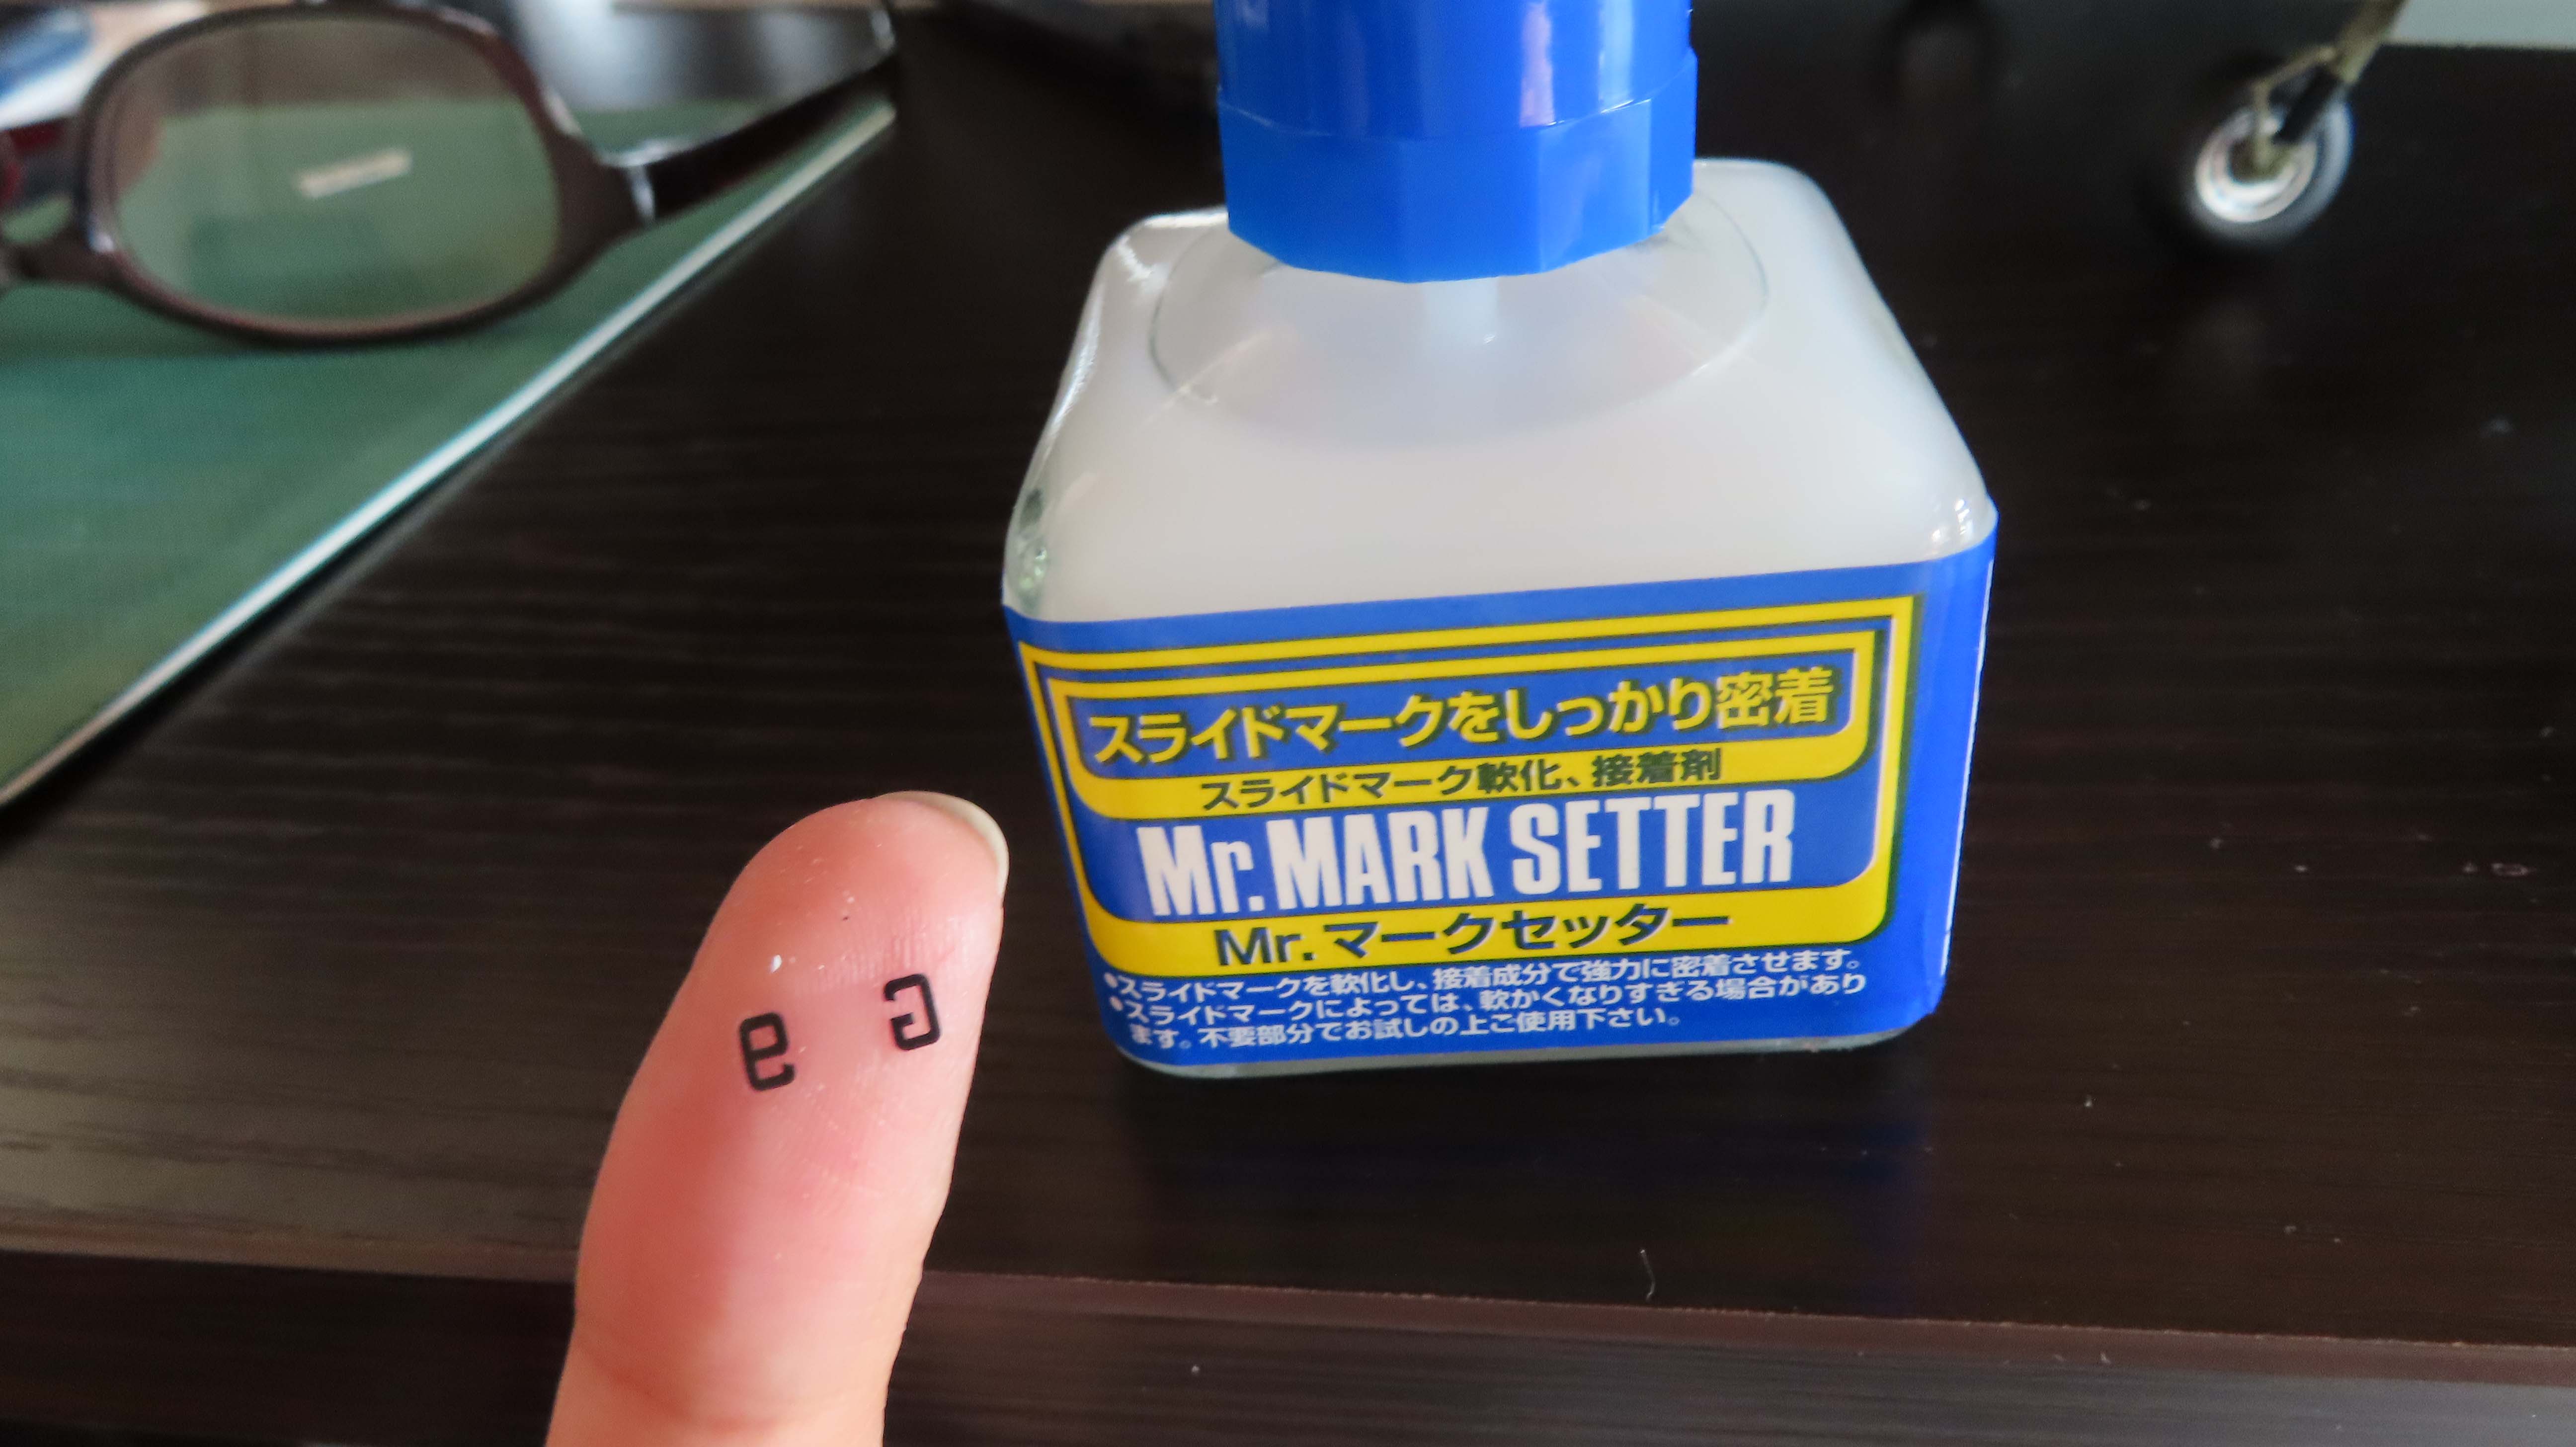 スライドマークをしっかり密着
スライドマーク軟化、接着剤
Mr.MARK SETTER
Mr.マークセッター
●スライドマークを軟化し、接着成分で強力に密着させます。
●スライドマークによっては、軟かくなりすぎる場合があり
ます。不要部分でお試しの上ご使用下さい。